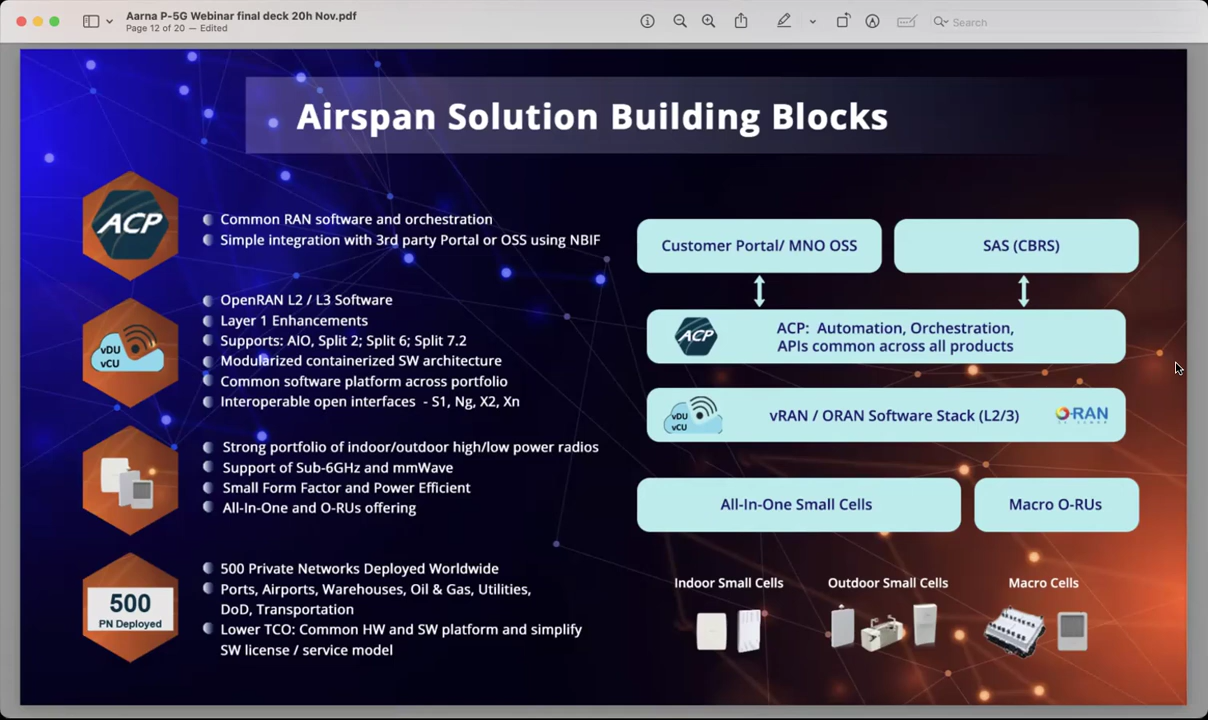 Aarna P-5G Webinar final deck 20h Nov.pdf
Page 12 of 20 — Edited
Search
Airspan Solution Building Blocks
ACP
Common RAN software and orchestration
Simple integration with 3rd party Portal or OSS using NBIF
vDU
vCU
OpenRAN L2 / L3 Software
Layer 1 Enhancements
Supports: AIO, Split 2; Split 6; Split 7.2
Modularized containerized SW architecture
Common software platform across portfolio
Interoperable open interfaces - S1, Ng, X2, Xn
Strong portfolio of indoor/outdoor high/low power radios
Support of Sub-6GHz and mmWave
Small Form Factor and Power Efficient
All-In-One and O-RUs offering
500
PN Deployed
500 Private Networks Deployed Worldwide
Ports, Airports, Warehouses, Oil & Gas, Utilities,
DoD, Transportation
Lower TCO: Common HW and SW platform and simplify
SW license / service model
Customer Portal/ MNO OSS
SAS (CBRS)
ACP
ACP: Automation, Orchestration,
APIs common across all products
vDU
vCU
vRAN / ORAN Software Stack (L2/3)
O-RAN
All-In-One Small Cells
Macro O-RUs
Indoor Small Cells
Outdoor Small Cells
Macro Cells